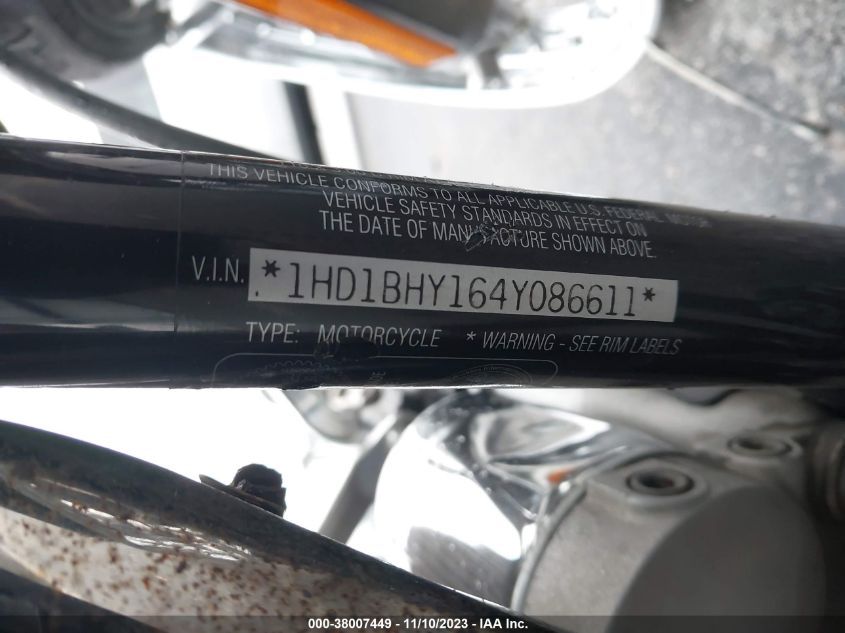 THIS VEHICLE CONFORMS TO ALL APPLICABLE U.S. FEDERAL MOTOR
VEHICLE SAFETY STANDARDS IN EFFECT ON
THE DATE OF MANUFACTURE SHOWN ABOVE.
V.I.N. *1HD1BHY164Y086611*
TYPE: MOTORCYCLE * WARNING - SEE RIM LABELS
000-38007449 - 11/10/2023 - IAA Inc.